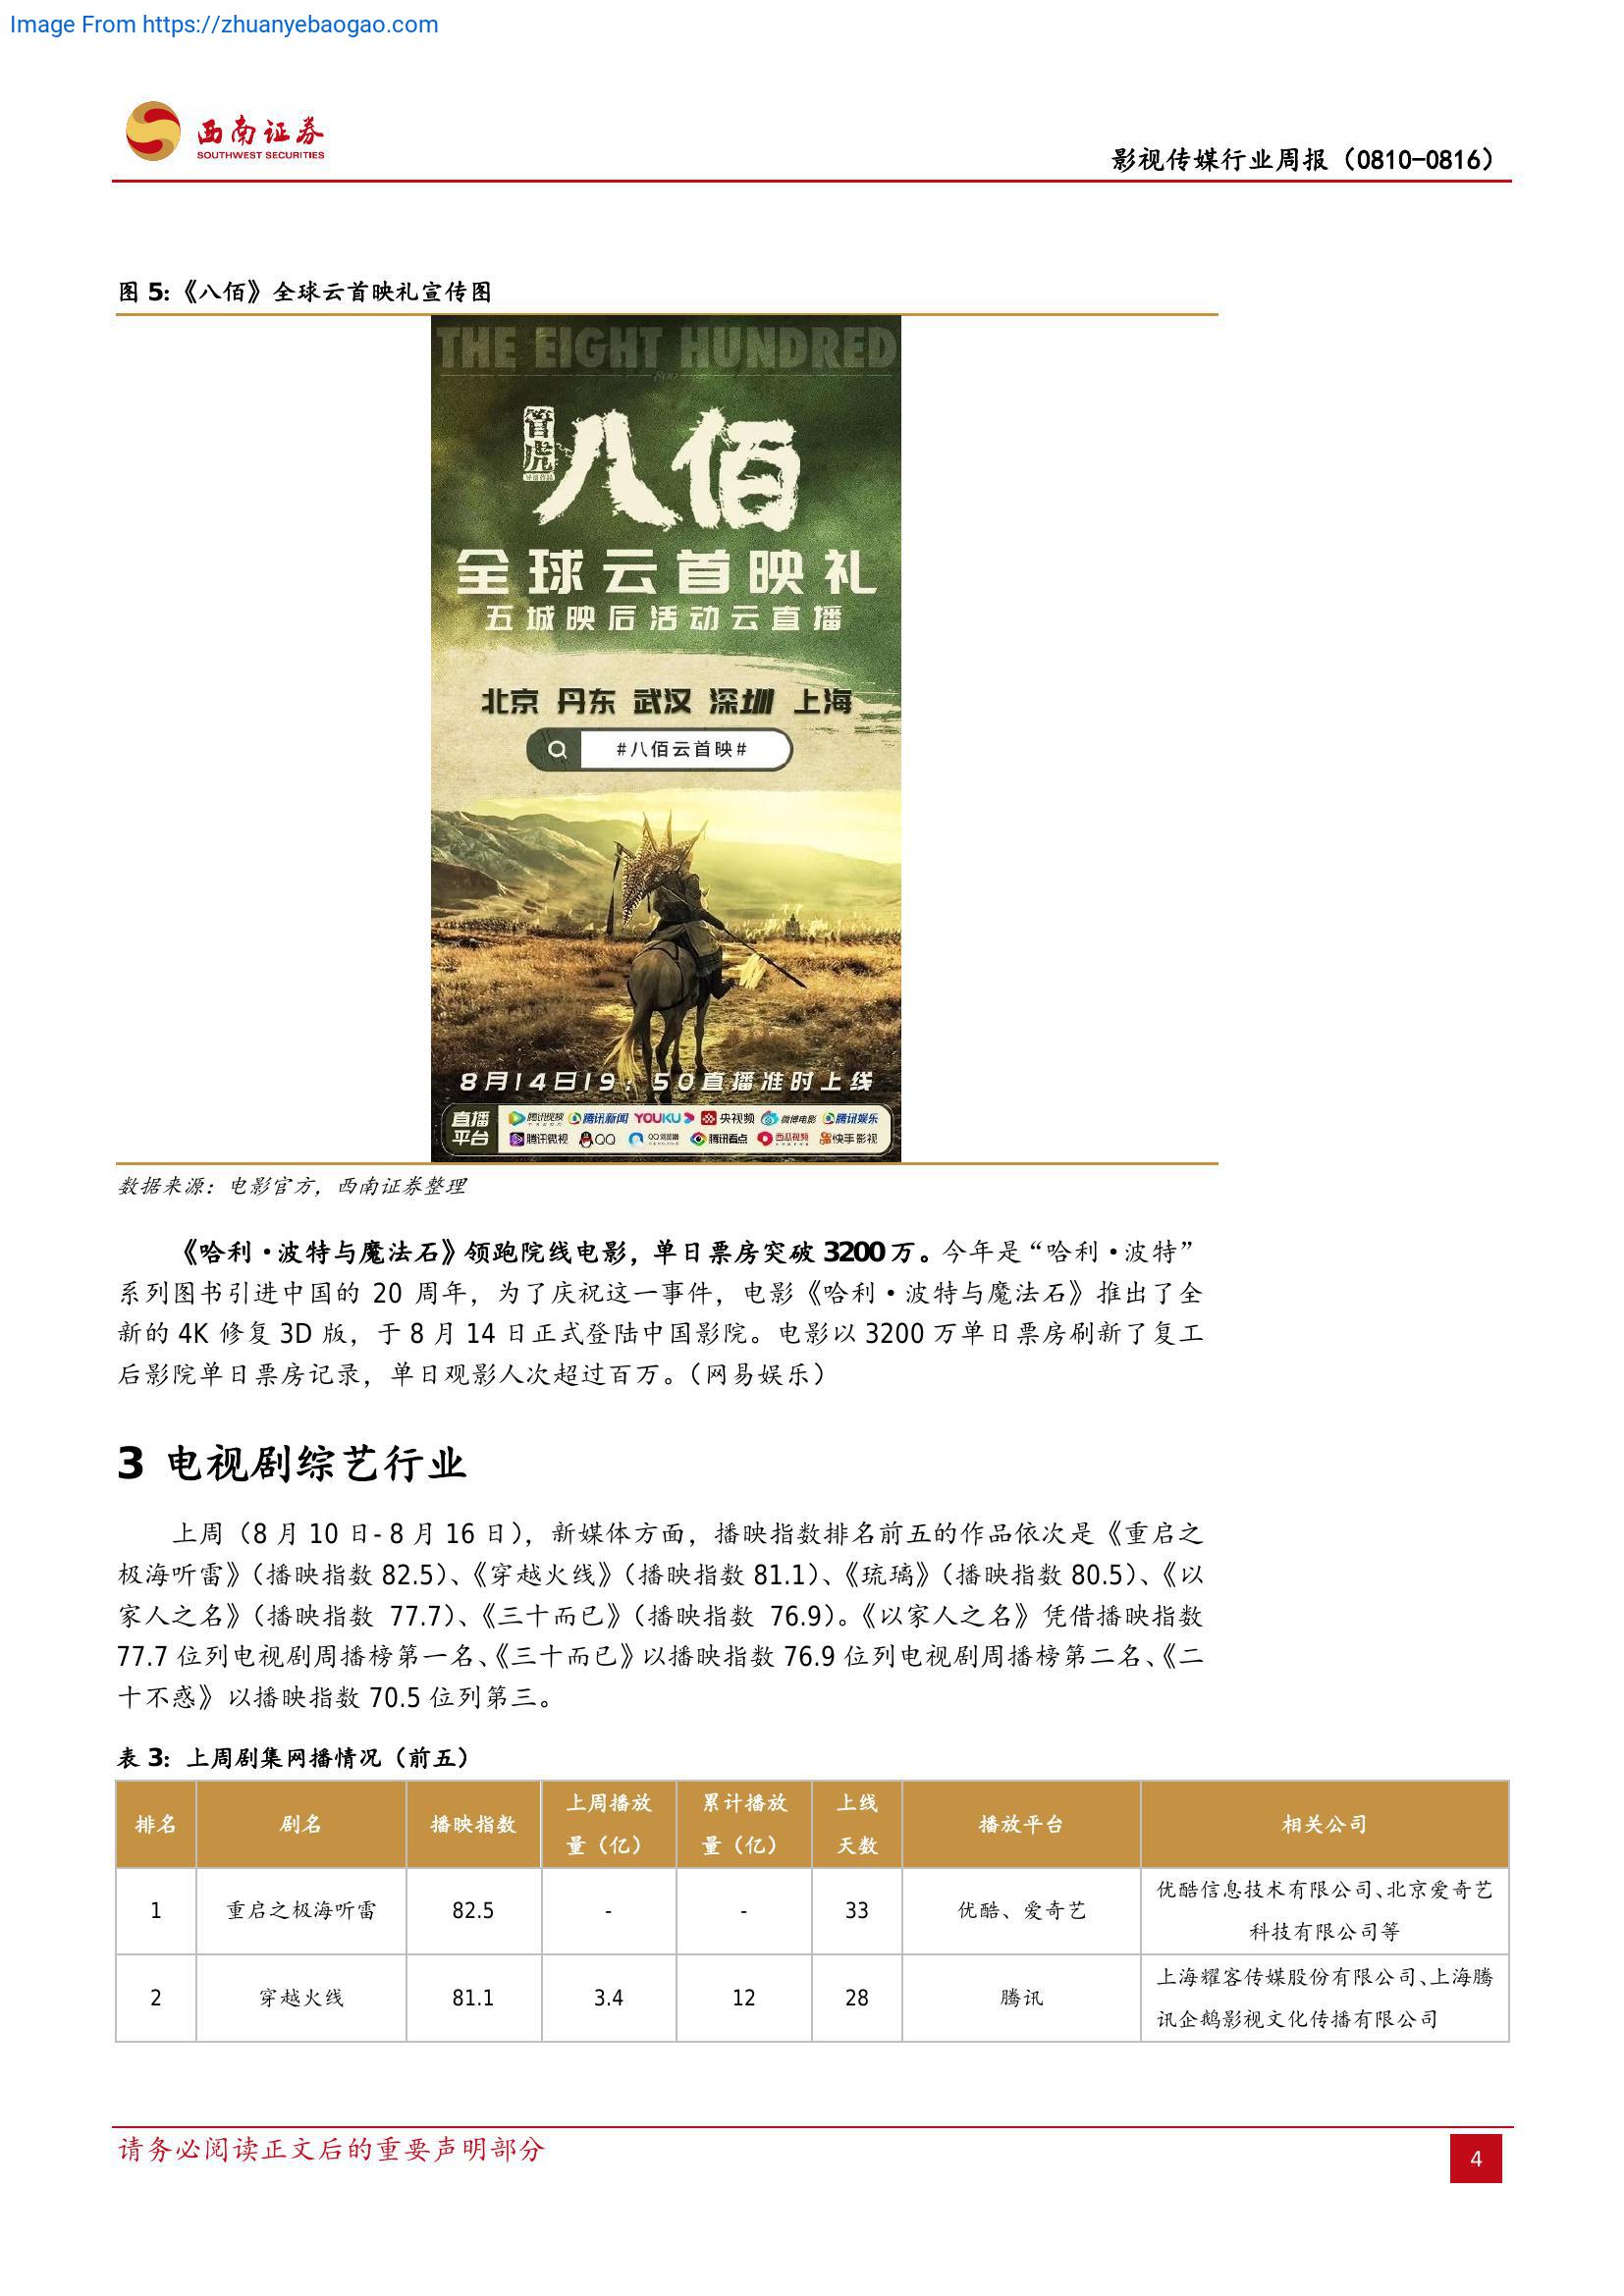 Image From https://zhuanyebaogao.com
西南证券
SOUTHWEST SECURITIES
影视传媒行业周报（0810-0816）
图 5：《八佰》全球云首映礼宣传图
THE EIGHT HUNDRED
管虎
八佰
全球云首映礼
五城映后活动云直播
北京 丹东 武汉 深圳 上海
#八佰云首映#
8月14日19：50直播准时上线
直播平台
腾讯视频 腾讯新闻 YOUKU 央视频 微博电影 腾讯娱乐
腾讯微视 QQ QQ浏览器 腾讯看点 西瓜视频 快手影视
数据来源：电影官方，西南证券整理
《哈利·波特与魔法石》领跑院线电影，单日票房突破 3200 万。今年是“哈利·波特”
系列图书引进中国的 20 周年，为了庆祝这一事件，电影《哈利·波特与魔法石》推出了全
新的 4K 修复 3D 版，于 8 月 14 日正式登陆中国影院。电影以 3200 万单日票房刷新了复工
后影院单日票房记录，单日观影人次超过百万。（网易娱乐）
3 电视剧综艺行业
上周（8 月 10 日-8 月 16 日），新媒体方面，播映指数排名前五的作品依次是《重启之
极海听雷》（播映指数 82.5）、《穿越火线》（播映指数 81.1）、《琉璃》（播映指数 80.5）、《以
家人之名》（播映指数 77.7）、《三十而已》（播映指数 76.9）。《以家人之名》凭借播映指数
77.7 位列电视剧周播榜第一名、《三十而已》以播映指数 76.9 位列电视剧周播榜第二名、《二
十不惑》以播映指数 70.5 位列第三。
表 3：上周剧集网播情况（前五）
排名 剧名 播映指数 上周播放量（亿） 累计播放量（亿） 上线天数 播放平台 相关公司
1 重启之极海听雷 82.5 - - 33 优酷、爱奇艺 优酷信息技术有限公司、北京爱奇艺
科技有限公司等
2 穿越火线 81.1 3.4 12 28 腾讯 上海耀客传媒股份有限公司、上海腾
讯企鹅影视文化传播有限公司
请务必阅读正文后的重要声明部分
4